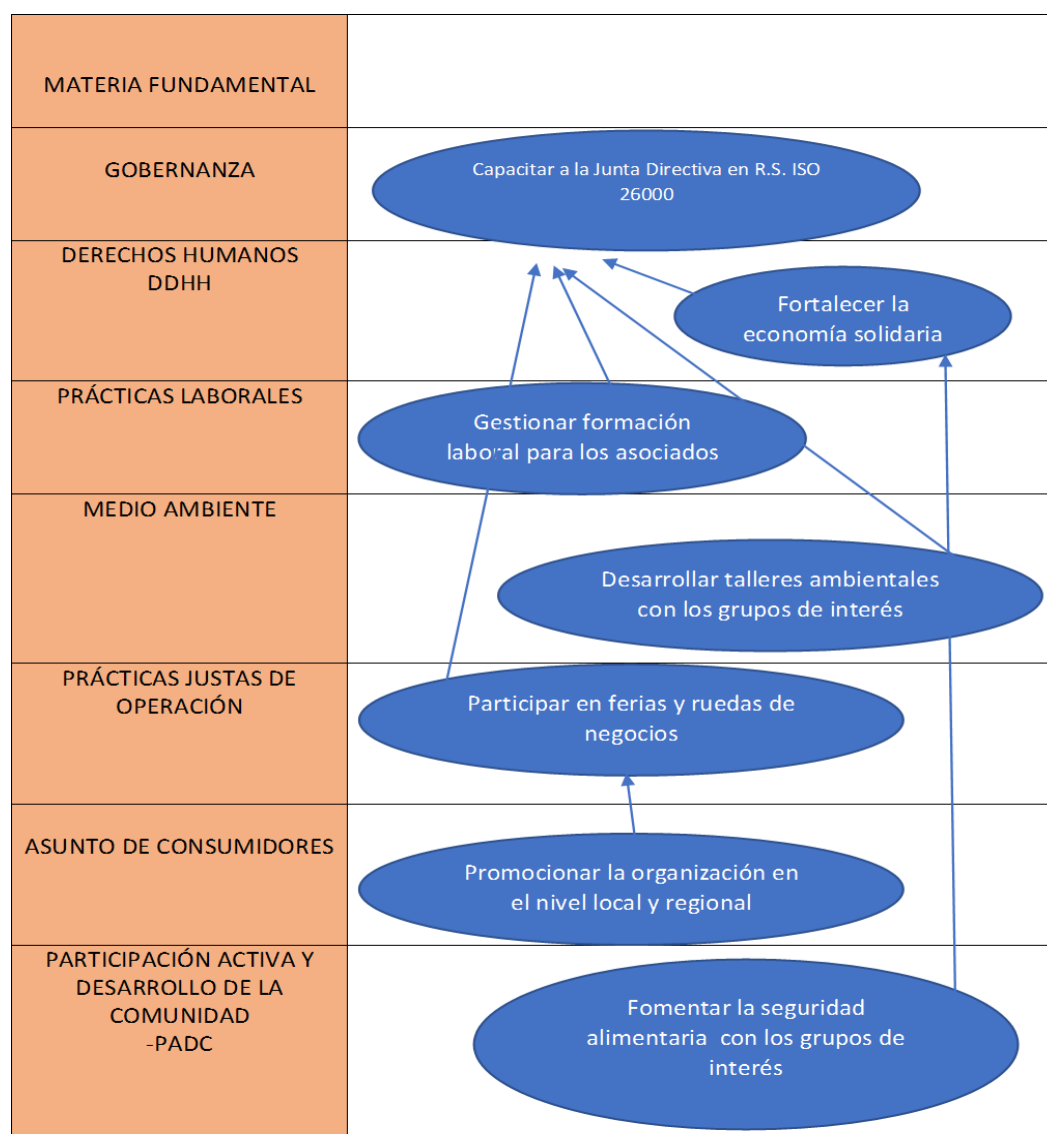 MATERIA FUNDAMENTAL
GOBERNANZA
Capacitar a la Junta Directiva en R.S. ISO
26000
DERECHOS HUMANOS
DDHH
Fortalecer la
economía solidaria
PRÁCTICAS LABORALES
Gestionar formación
laboral para los asociados
MEDIO AMBIENTE
Desarrollar talleres ambientales
con los grupos de interés
PRÁCTICAS JUSTAS DE
OPERACIÓN
Participar en ferias y ruedas de
negocios
ASUNTO DE CONSUMIDORES
Promocionar la organización en
el nivel local y regional
PARTICIPACIÓN ACTIVA Y
DESARROLLO DE LA
COMUNIDAD
-PADC
Fomentar la seguridad
alimentaria con los grupos de
interés